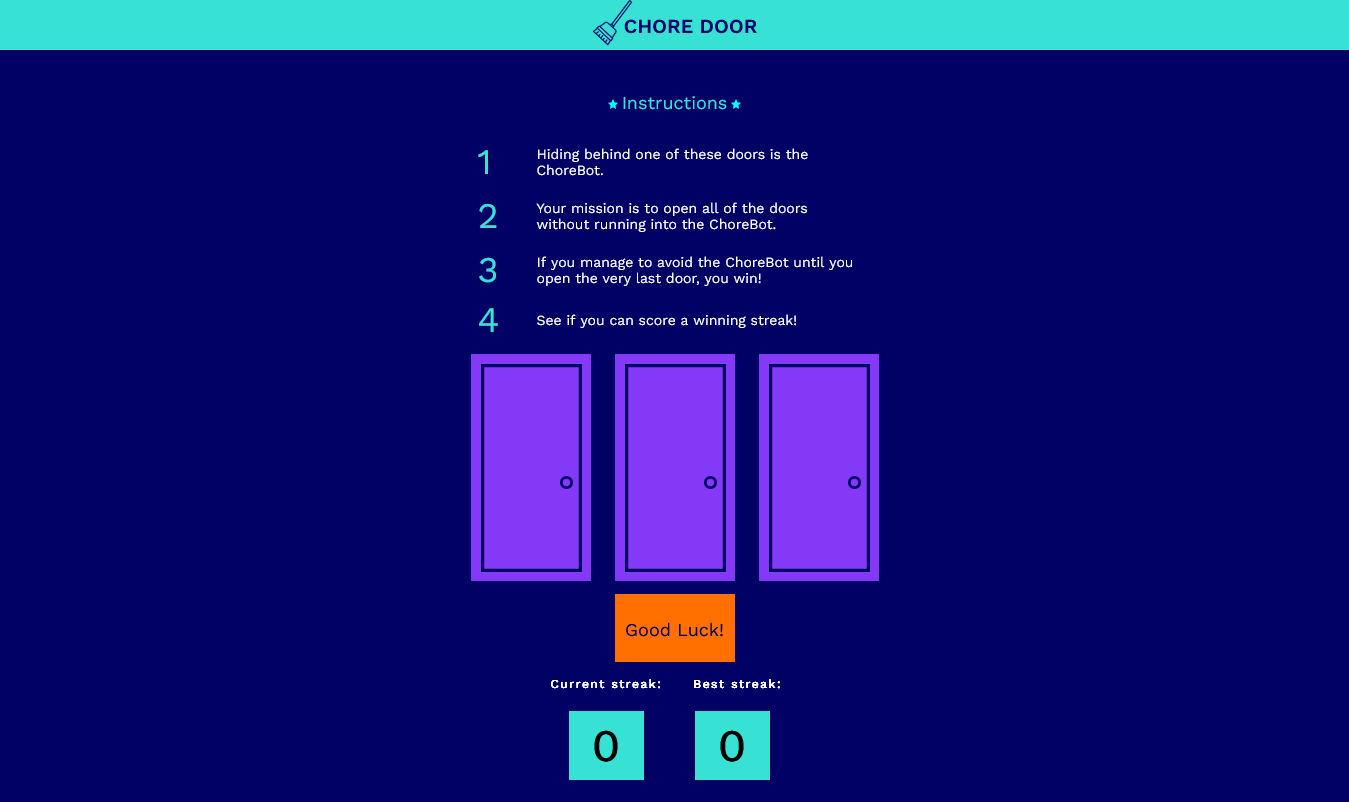 CHORE DOOR
Instructions
1
Hiding behind one of these doors is the
ChoreBot.
2
Your mission is to open all of the doors
without running into the ChoreBot.
3
If you manage to avoid the ChoreBot until you
open the very last door, you win!
4
See if you can score a winning streak!
Good Luck!
Current streak: Best streak:
0 0